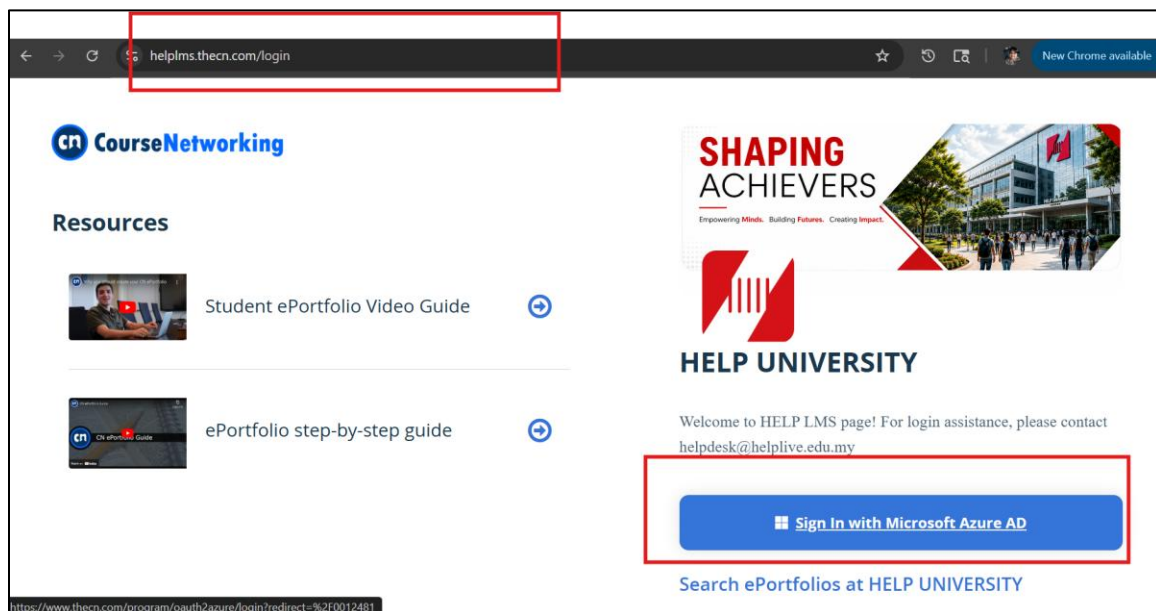 helplms.thecn.com/login
New Chrome available
cn CourseNetworking
Resources
Student ePortfolio Video Guide
cn CN ePortfolio Guide
ePortfolio step-by-step guide
SHAPING
ACHIEVERS
Empowering Minds. Building Futures. Creating Impact.
HELP UNIVERSITY
Welcome to HELP LMS page! For login assistance, please contact
helpdesk@helplive.edu.my
Sign In with Microsoft Azure AD
Search ePortfolios at HELP UNIVERSITY
https://www.thecn.com/program/oauth2azure/login?redirect=%2F0012481